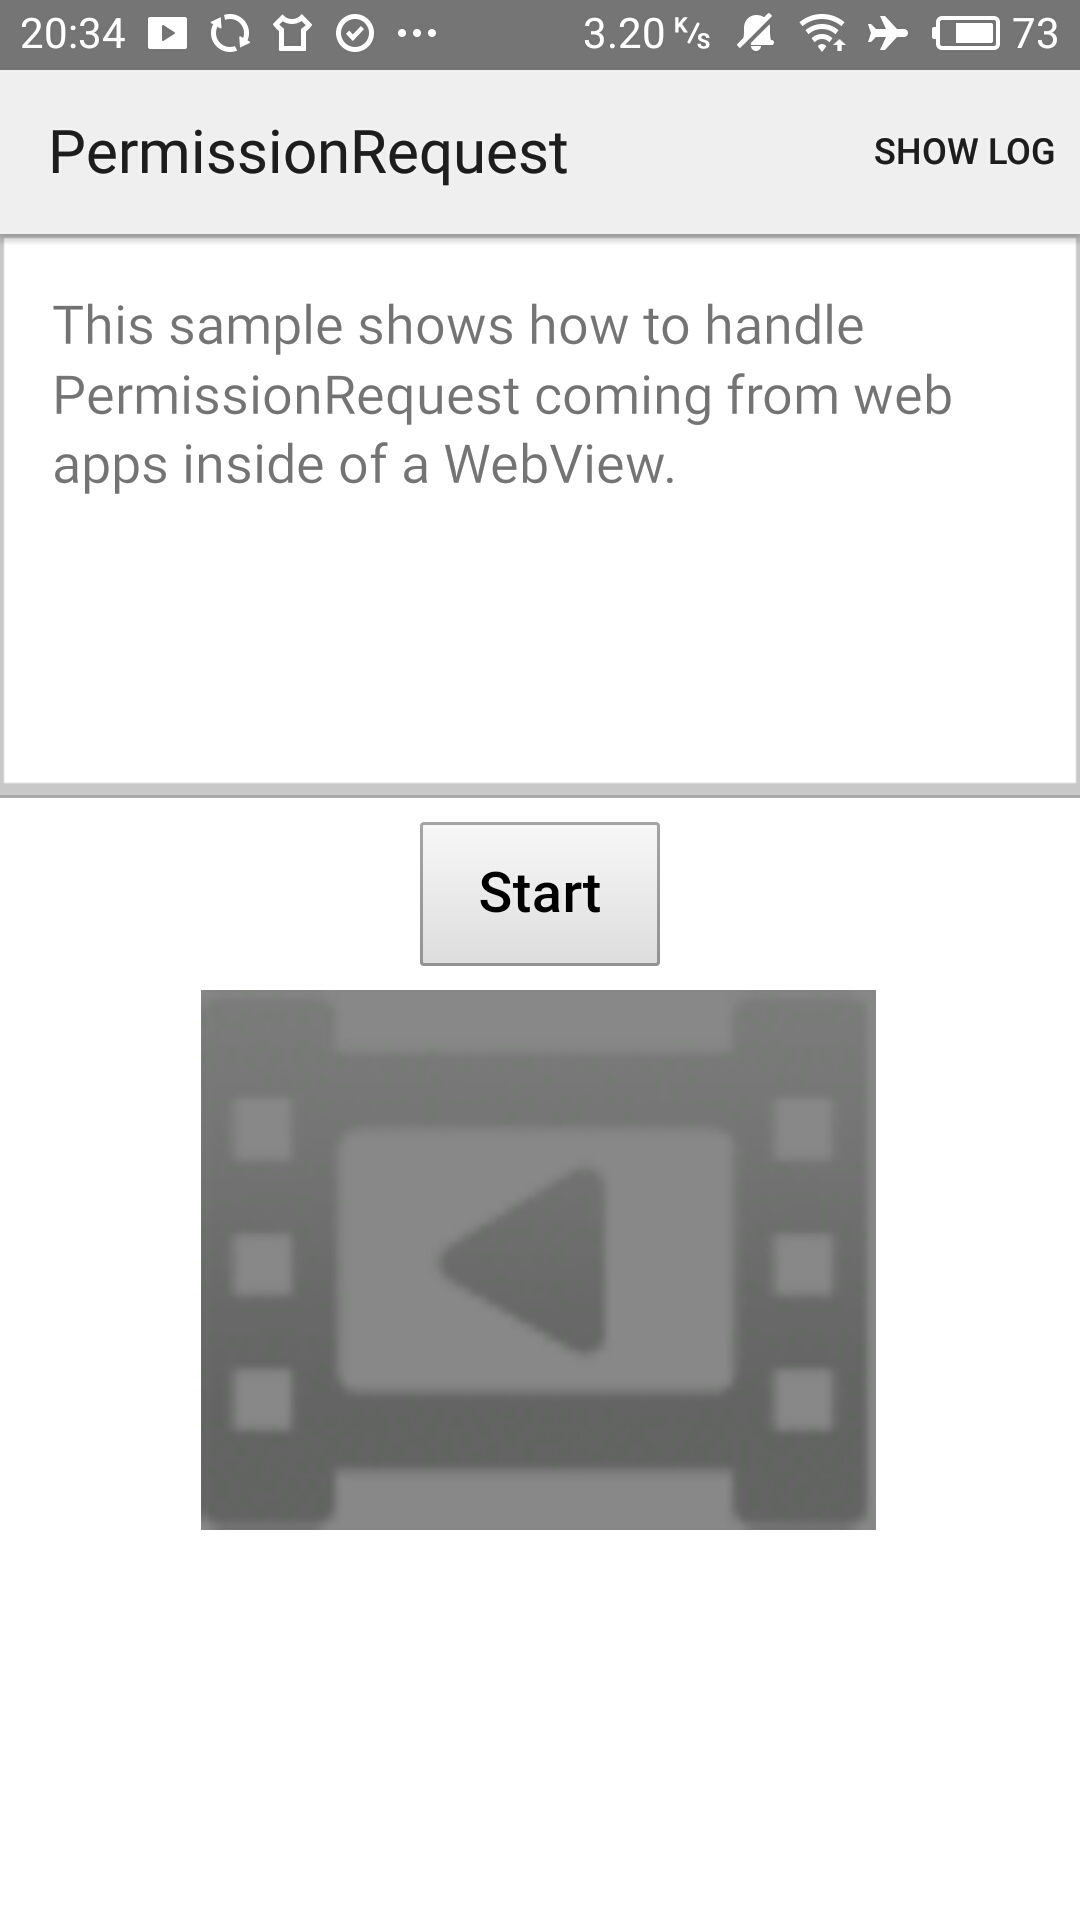 20:34 3.20 K/s 73
PermissionRequest SHOW LOG
This sample shows how to handle
PermissionRequest coming from web
apps inside of a WebView.
Start